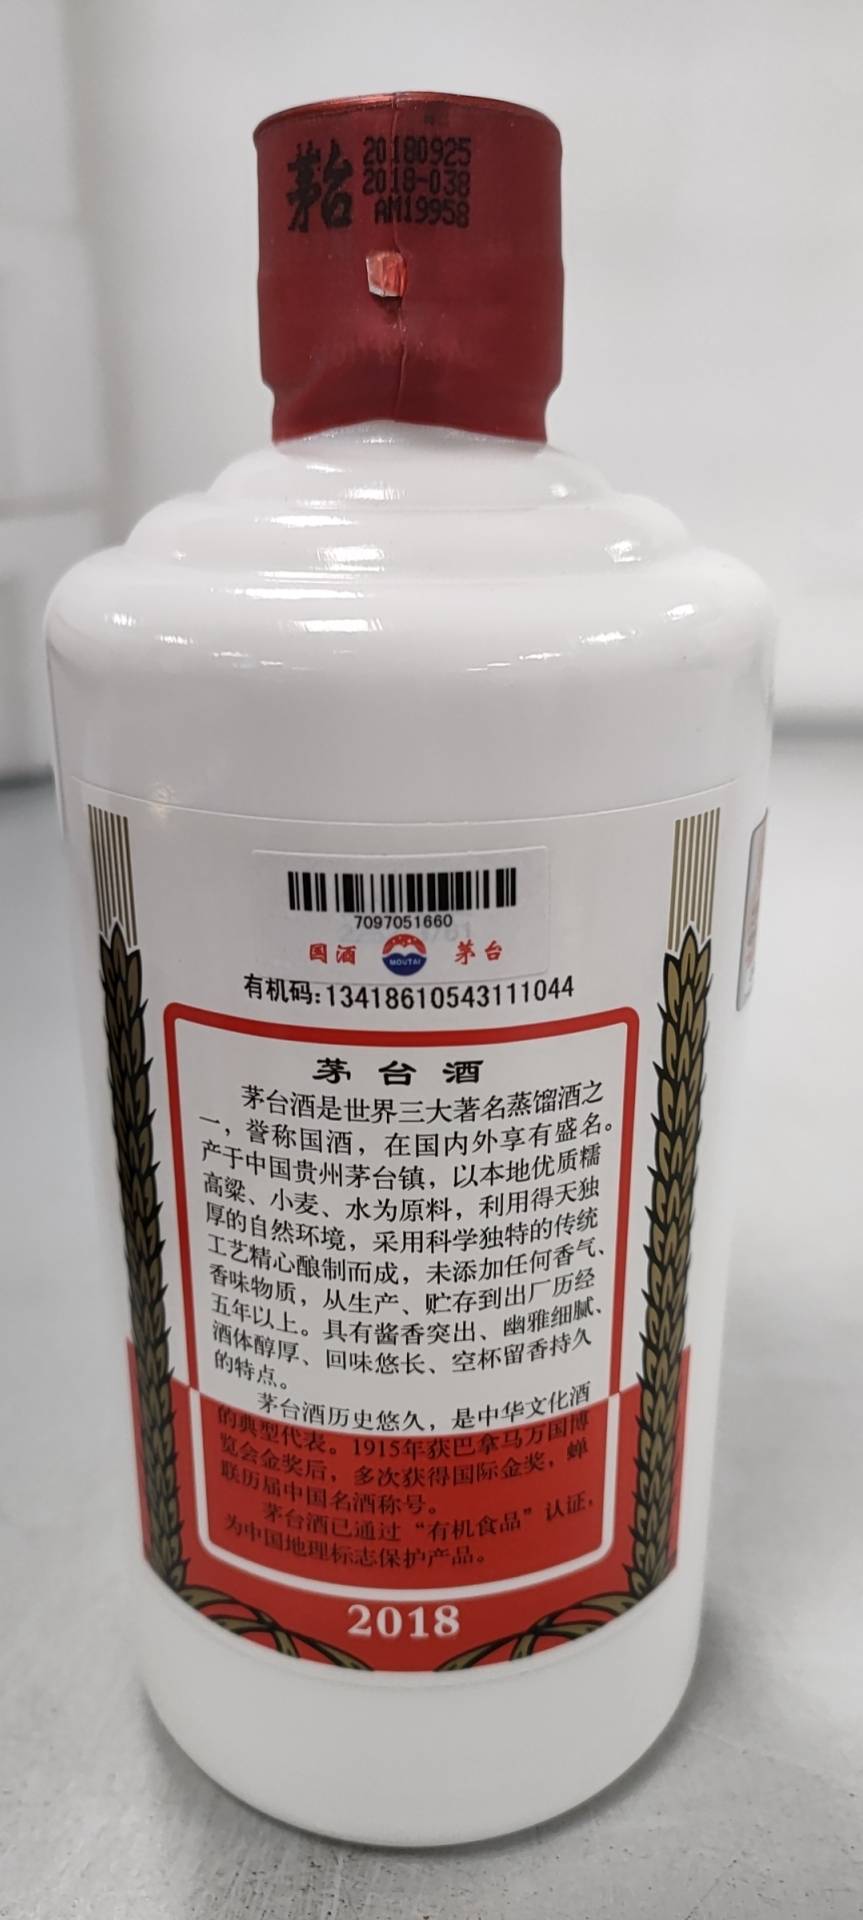 茅台
20180925
2018-038
AM19958
7097051660
国酒
MOUTAI
茅台
有机码:13418610543111044
茅台酒
茅台酒是世界三大著名蒸馏酒之
一，誉称国酒，在国内外享有盛名。
产于中国贵州茅台镇，以本地优质糯
高粱、小麦、水为原料，利用得天独
厚的自然环境，采用科学独特的传统
工艺精心酿制而成，未添加任何香气、
香味物质，从生产、贮存到出厂历经
五年以上。具有酱香突出、幽雅细腻、
酒体醇厚、回味悠长、空杯留香持久
的特点。
茅台酒历史悠久，是中华文化酒
的典型代表。1915年获巴拿马万国博
览会金奖后，多次获得国际金奖，蝉
联历届中国名酒称号。
茅台酒已通过“有机食品”认证，
为中国地理标志保护产品。
2018